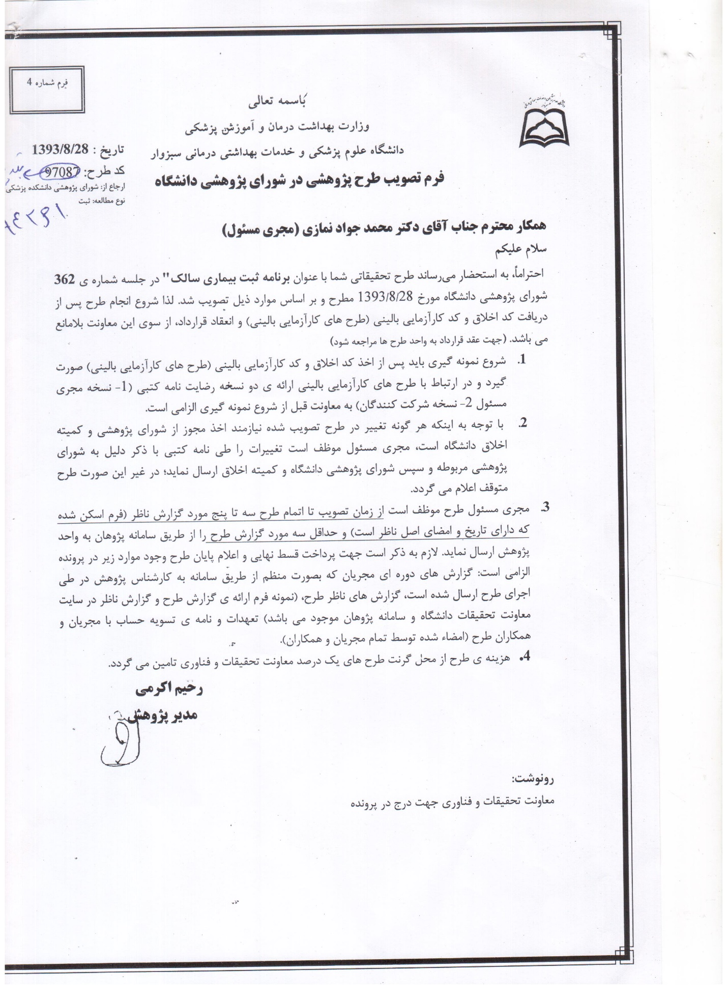 فرم شماره 4
باسمه تعالی
وزارت بهداشت درمان و آموزش پزشکی
دانشگاه علوم پزشکی و خدمات بهداشتی درمانی سبزوار
فرم تصویب طرح پژوهشی در شورای پژوهشی دانشگاه
تاریخ : 1393/8/28
کد طرح: 97087
ارجاع از: شورای پژوهشی دانشکده پزشکی
نوع مطالعه: ثبت
همکار محترم جناب آقای دکتر محمد جواد نمازی (مجری مسئول)
سلام علیکم
احتراماً، به استحضار می‌رساند طرح تحقیقاتی شما با عنوان برنامه ثبت بیماری سالک" در جلسه شماره ی 362
شورای پژوهشی دانشگاه مورخ 1393/8/28 مطرح و بر اساس موارد ذیل تصویب شد. لذا شروع انجام طرح پس از
دریافت کد اخلاق و کد کارآزمایی بالینی (طرح های کارآزمایی بالینی) و انعقاد قرارداد، از سوی این معاونت بلامانع
می باشد. (جهت عقد قرارداد به واحد طرح ها مراجعه شود)
1. شروع نمونه گیری باید پس از اخذ کد اخلاق و کد کارآزمایی بالینی (طرح های کارآزمایی بالینی) صورت
گیرد و در ارتباط با طرح های کارآزمایی بالینی ارائه ی دو نسخه رضایت نامه کتبی (1- نسخه مجری
مسئول 2- نسخه شرکت کنندگان) به معاونت قبل از شروع نمونه گیری الزامی است.
2. با توجه به اینکه هر گونه تغییر در طرح تصویب شده نیازمند اخذ مجوز از شورای پژوهشی و کمیته
اخلاق دانشگاه است، مجری مسئول موظف است تغییرات را طی نامه کتبی با ذکر دلیل به شورای
پژوهشی مربوطه و سپس شورای پژوهشی دانشگاه و کمیته اخلاق ارسال نماید؛ در غیر این صورت طرح
متوقف اعلام می گردد.
3. مجری مسئول طرح موظف است از زمان تصویب تا اتمام طرح سه تا پنج مورد گزارش ناظر (فرم اسکن شده
که دارای تاریخ و امضای اصل ناظر است) و حداقل سه مورد گزارش طرح را از طریق سامانه پژوهان به واحد
پژوهش ارسال نماید. لازم به ذکر است جهت پرداخت قسط نهایی و اعلام پایان طرح وجود موارد زیر در پرونده
الزامی است: گزارش های دوره ای مجریان که بصورت منظم از طریق سامانه به کارشناس پژوهش در طی
اجرای طرح ارسال شده است، گزارش های ناظر طرح، (نمونه فرم ارائه ی گزارش طرح و گزارش ناظر در سایت
معاونت تحقیقات دانشگاه و سامانه پژوهان موجود می باشد) تعهدات و نامه ی تسویه حساب با مجریان و
همکاران طرح (امضاء شده توسط تمام مجریان و همکاران).
4. هزینه ی طرح از محل گرنت طرح های یک درصد معاونت تحقیقات و فناوری تامین می گردد.
رحیم اکرمی
مدیر پژوهش
رونوشت:
معاونت تحقیقات و فناوری جهت درج در پرونده